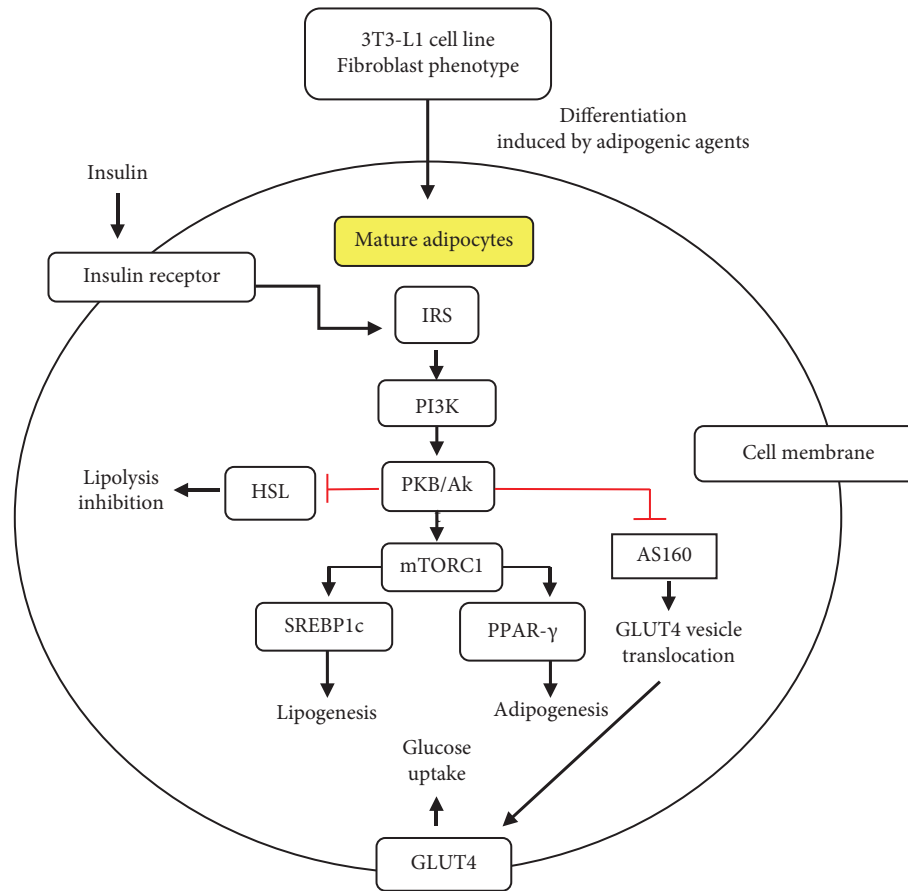 3T3-L1 cell line
Fibroblast phenotype
Differentiation
induced by adipogenic agents
Insulin
Mature adipocytes
Insulin receptor
IRS
PI3K
Cell membrane
Lipolysis
inhibition
HSL
PKB/Ak
mTORC1
AS160
SREBP1c
PPAR-γ
GLUT4 vesicle
translocation
Lipogenesis
Adipogenesis
Glucose
uptake
GLUT4